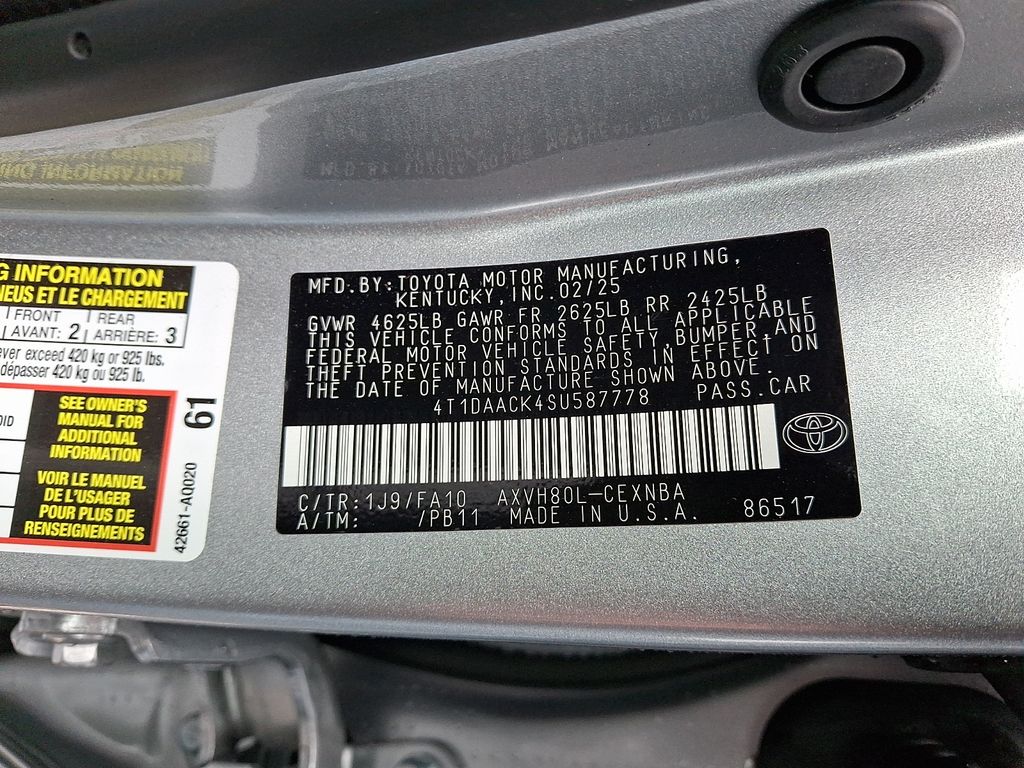 G INFORMATION
NEUS ET LE CHARGEMENT
FRONT
AVANT: 2
REAR
ARRIÈRE: 3
ever exceed 420 kg or 925 lbs.
dépasser 420 kg ou 925 lb.
OID
SEE OWNER'S
MANUAL FOR
ADDITIONAL
INFORMATION
VOIR LE MANUEL
DE L'USAGER
POUR PLUS DE
RENSEIGNEMENTS
61
42661-A0020
MFD.BY:TOYOTA MOTOR MANUFACTURING,
KENTUCKY,INC.02/25
GVWR 4625LB GAWR FR 2625LB RR 2425LB
THIS VEHICLE CONFORMS TO ALL APPLICABLE
FEDERAL MOTOR VEHICLE SAFETY,BUMPER,AND
THEFT PREVENTION STANDARDS IN EFFECT ON
THE DATE OF MANUFACTURE SHOWN ABOVE.
4T1DAACK4SU587778 PASS.CAR
C/TR:1J9/FA10 AXVH80L-CEXNBA
A/TM: /PB11 MADE IN U.S.A. 86517